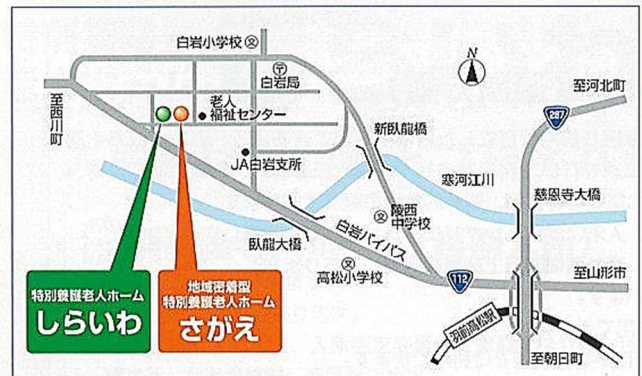 白岩小学校
文
N
〒
白岩局
至河北町
至西川町
老人
福祉センター
287
新臥龍橋
JA白岩支所
寒河江川
慈恩寺大橋
文
陵西
中学校
白岩バイパス
臥龍大橋
文
高松小学校
112
至山形市
特別養護老人ホーム
しらいわ
地域密着型
特別養護老人ホーム
さがえ
羽前高松駅
至朝日町